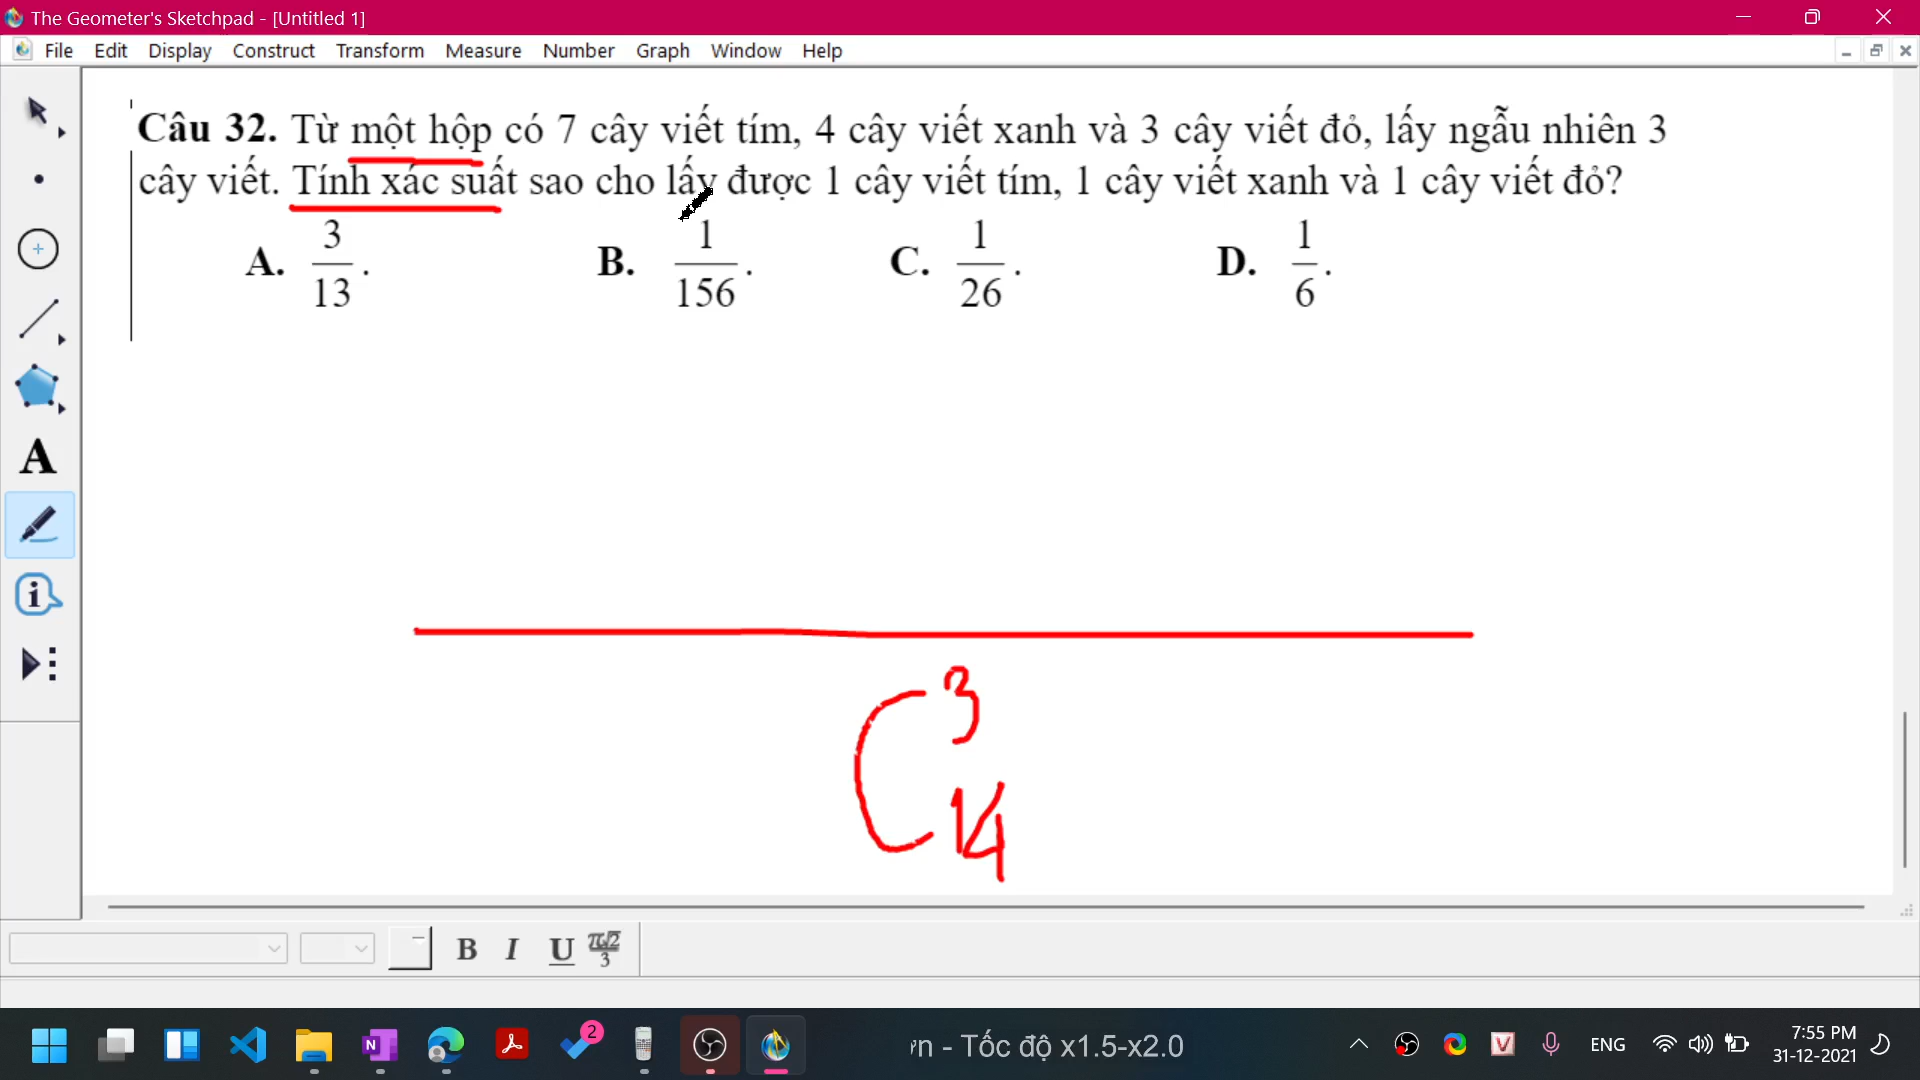 The Geometer's Sketchpad - [Untitled 1]
File Edit Display Construct Transform Measure Number Graph Window Help
Câu 32. Từ một hộp có 7 cây viết tím, 4 cây viết xanh và 3 cây viết đỏ, lấy ngẫu nhiên 3
cây viết. Tính xác suất sao cho lấy được 1 cây viết tím, 1 cây viết xanh và 1 cây viết đỏ?
A. 3/13. B. 1/156. C. 1/26. D. 1/6.
A
C 3 14
B I U π√2/3
2
ơn - Tốc độ x1.5-x2.0
ENG
7:55 PM
31-12-2021